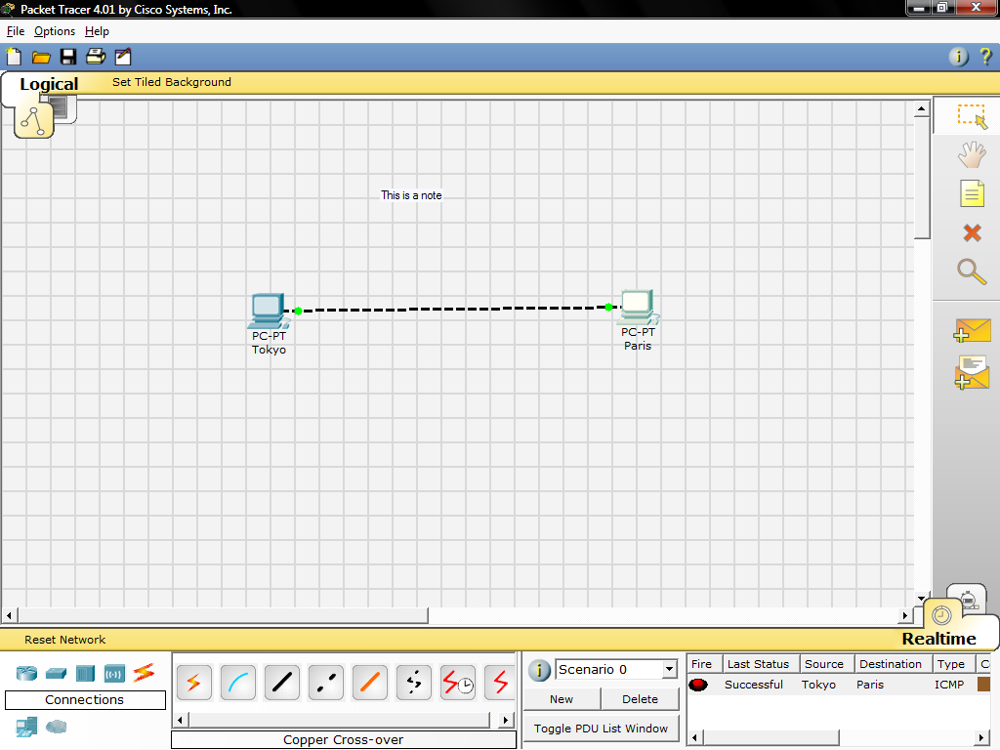 Packet Tracer 4.01 by Cisco Systems, Inc.
File Options Help
Logical Set Tiled Background
This is a note
PC-PT
Tokyo
PC-PT
Paris
Realtime
Reset Network
Connections
Copper Cross-over
Scenario 0
New Delete
Toggle PDU List Window
Fire Last Status Source Destination Type C
Successful Tokyo Paris ICMP